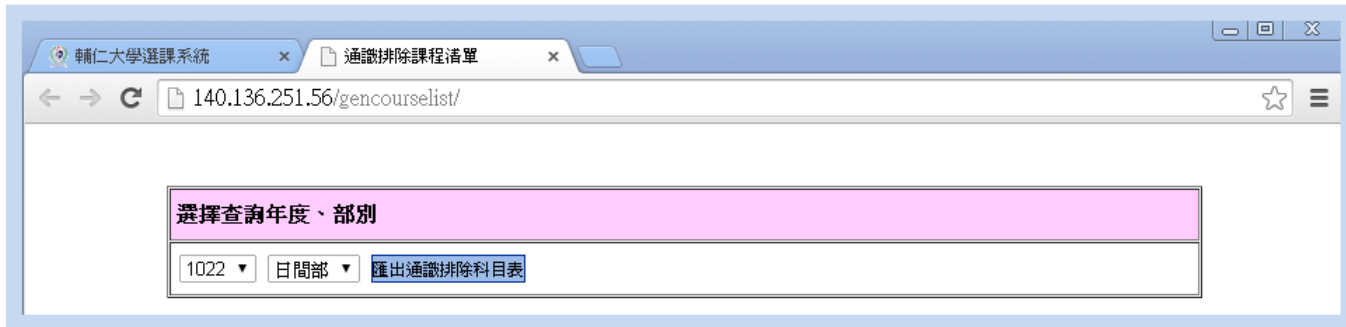 輔仁大學選課系統
通識排除課程清單
140.136.251.56/gencourselist/
選擇查詢年度、部別
1022 日間部 匯出通識排除科目表